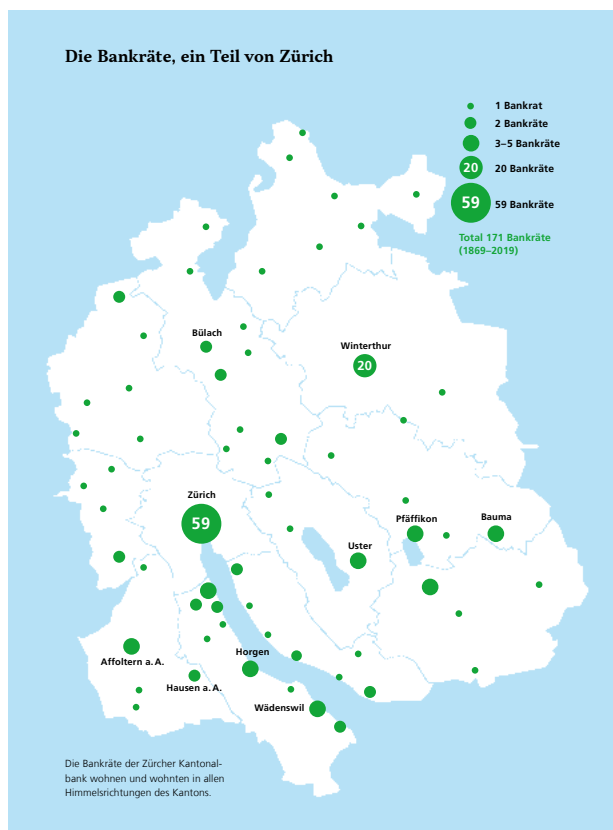 Die Bankräte, ein Teil von Zürich
1 Bankrat
2 Bankräte
3–5 Bankräte
20 20 Bankräte
59 59 Bankräte
Total 171 Bankräte
(1869–2019)
Bülach
Winterthur
20
Zürich
59
Pfäffikon
Bauma
Uster
Affoltern a. A.
Horgen
Hausen a. A.
Wädenswil
Die Bankräte der Zürcher Kantonal-
bank wohnen und wohnten in allen
Himmelsrichtungen des Kantons.